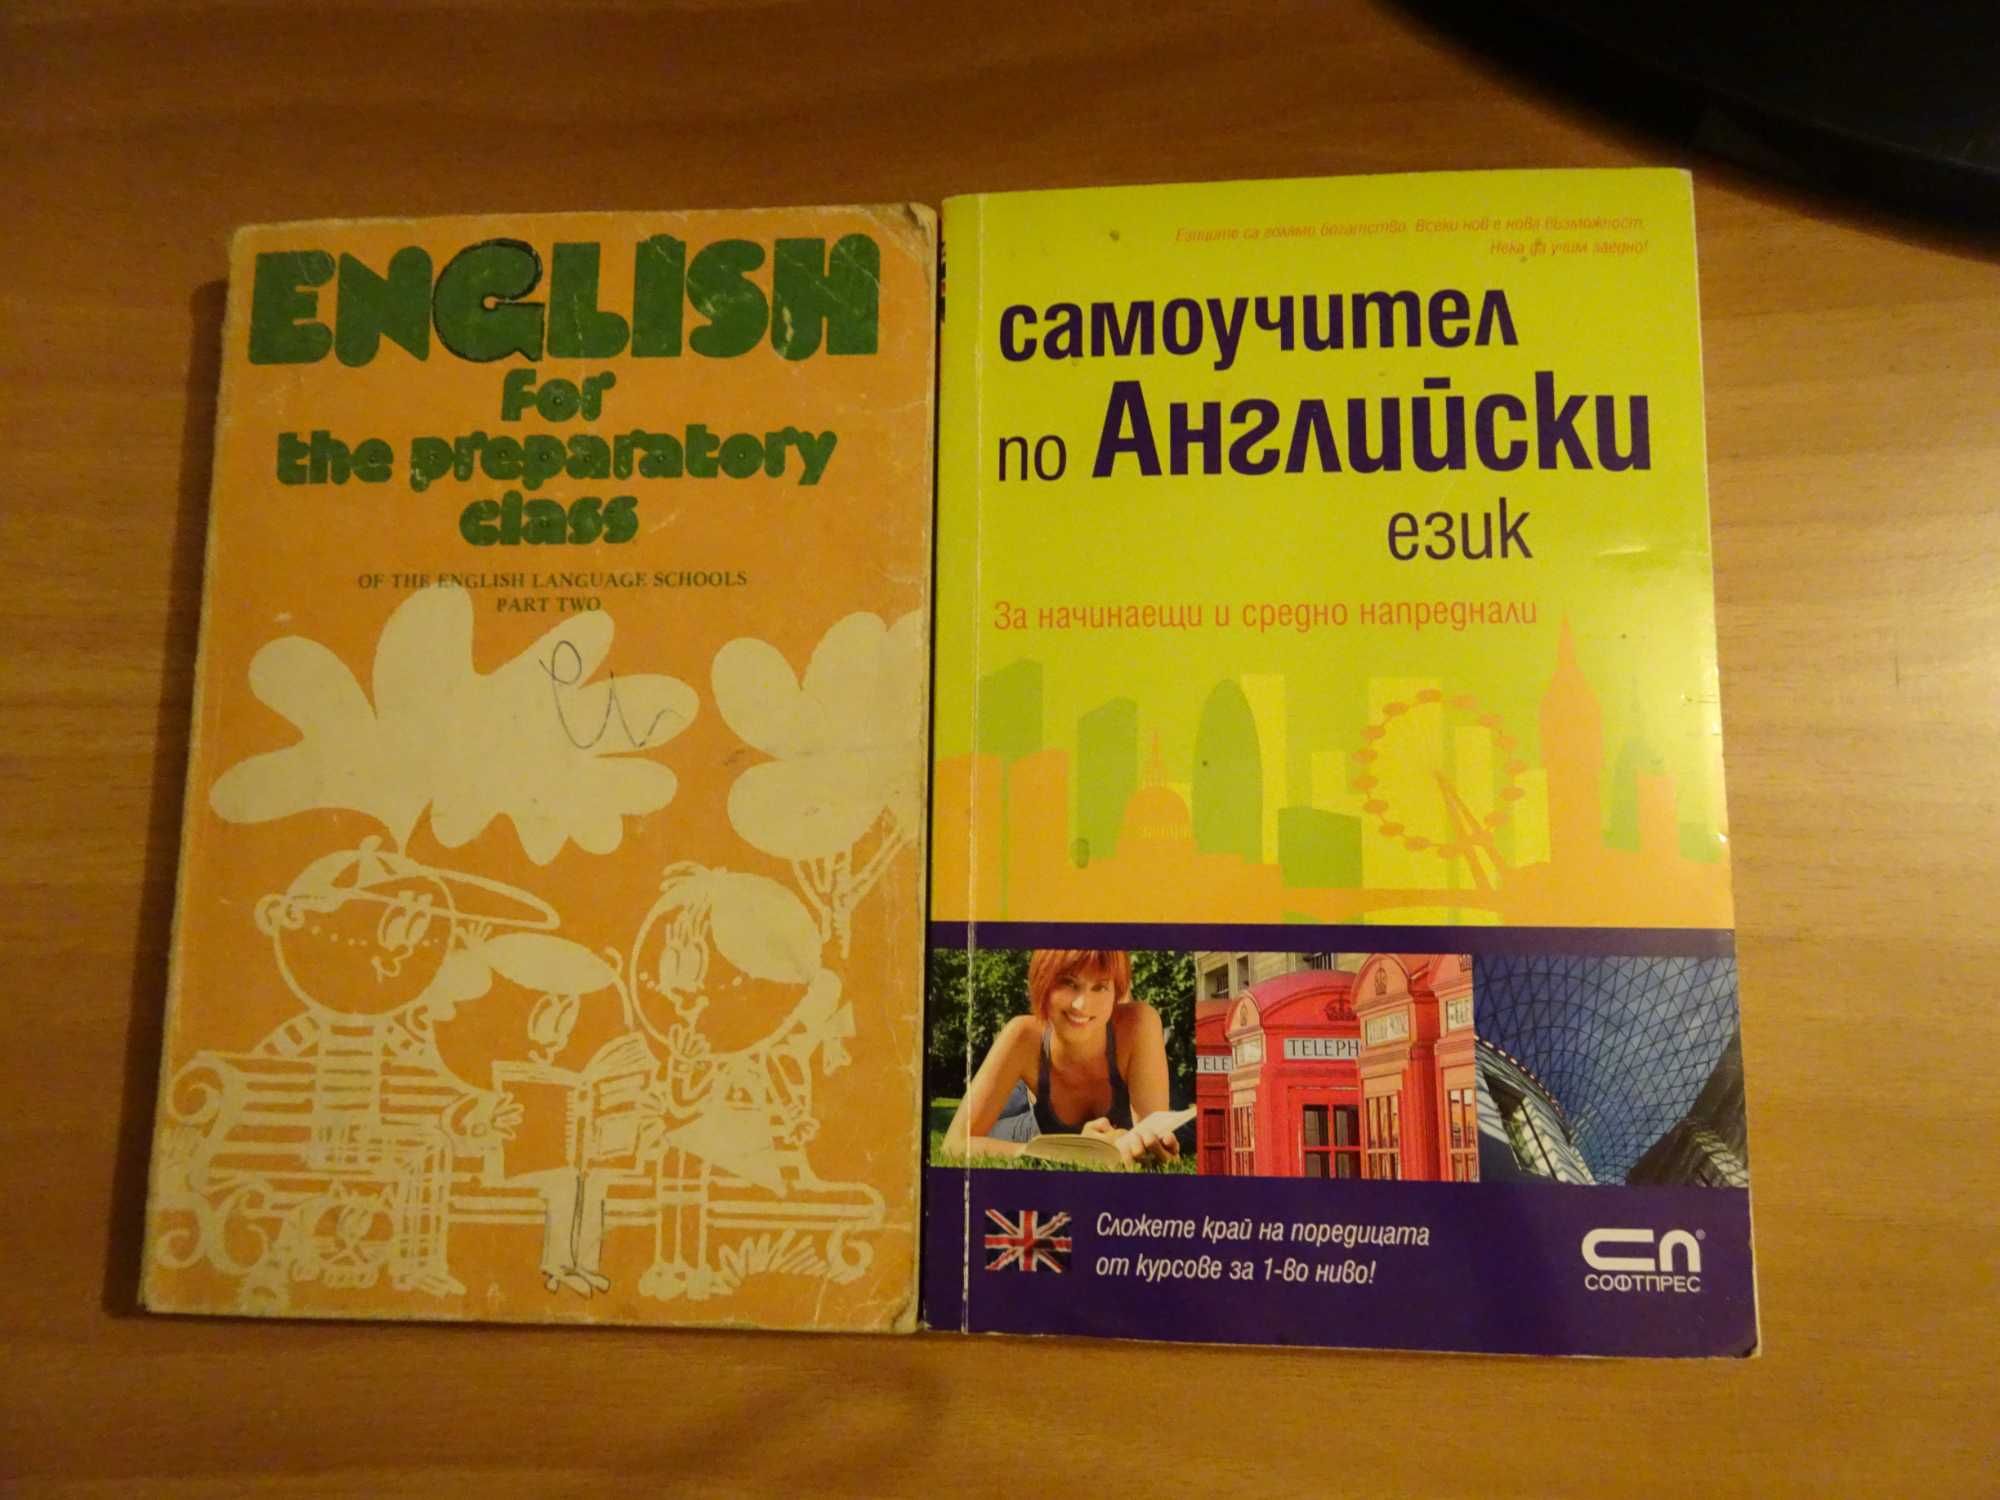 ENGLISH
for
the preparatory
class
OF THE ENGLISH LANGUAGE SCHOOLS
PART TWO
Езиците са голямо богатство. Всеки нов е нова възможност.
Нека да учим заедно!
самоучител
по Английски
език
За начинаещи и средно напреднали
TELE
TELEPH
Сложете край на поредицата
от курсове за 1-во ниво!
СП®
СОФТПРЕС